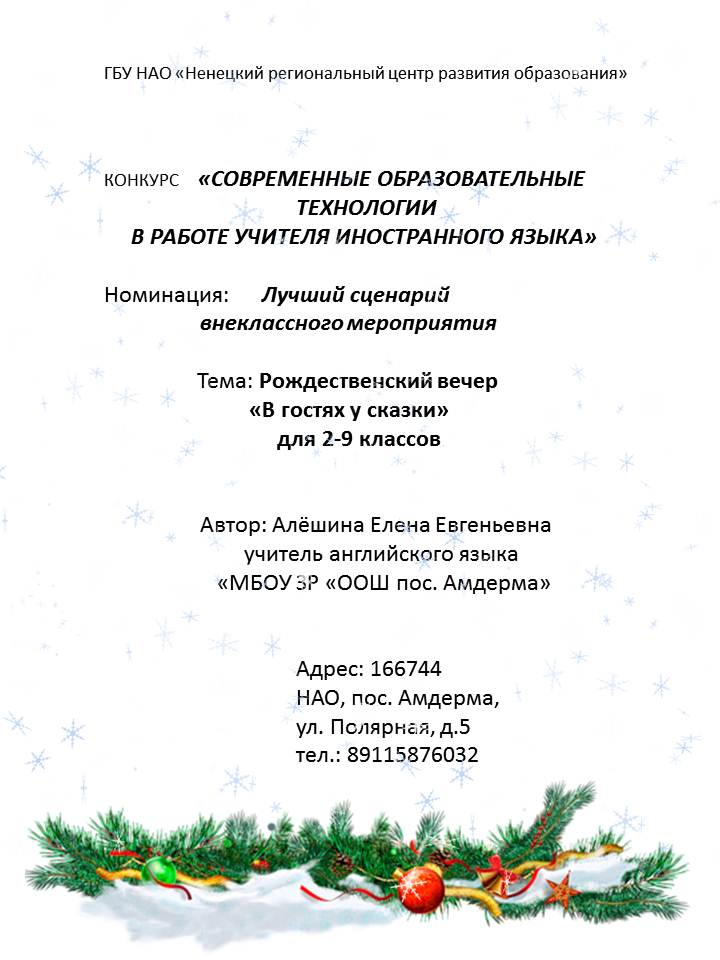 ГБУ НАО «Ненецкий региональный центр развития образования»
КОНКУРС «СОВРЕМЕННЫЕ ОБРАЗОВАТЕЛЬНЫЕ
ТЕХНОЛОГИИ
В РАБОТЕ УЧИТЕЛЯ ИНОСТРАННОГО ЯЗЫКА»
Номинация: Лучший сценарий
внеклассного мероприятия
Тема: Рождественский вечер
«В гостях у сказки»
для 2-9 классов
Автор: Алёшина Елена Евгеньевна
учитель английского языка
«МБОУ ЗР «ООШ пос. Амдерма»
Адрес: 166744
НАО, пос. Амдерма,
ул. Полярная, д.5
тел.: 89115876032